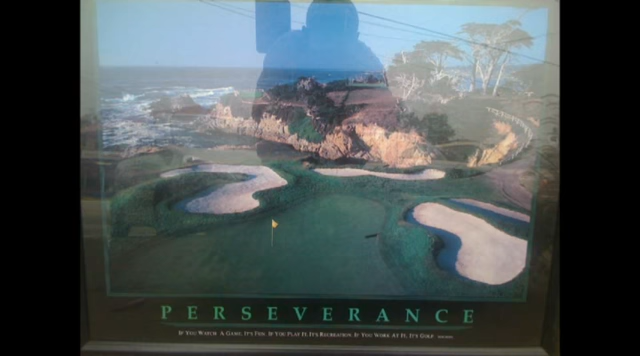 PERSEVERANCE
IF YOU WATCH A GAME, IT'S FUN. IF YOU PLAY IT, IT'S RECREATION. IF YOU WORK AT IT, IT'S GOLF